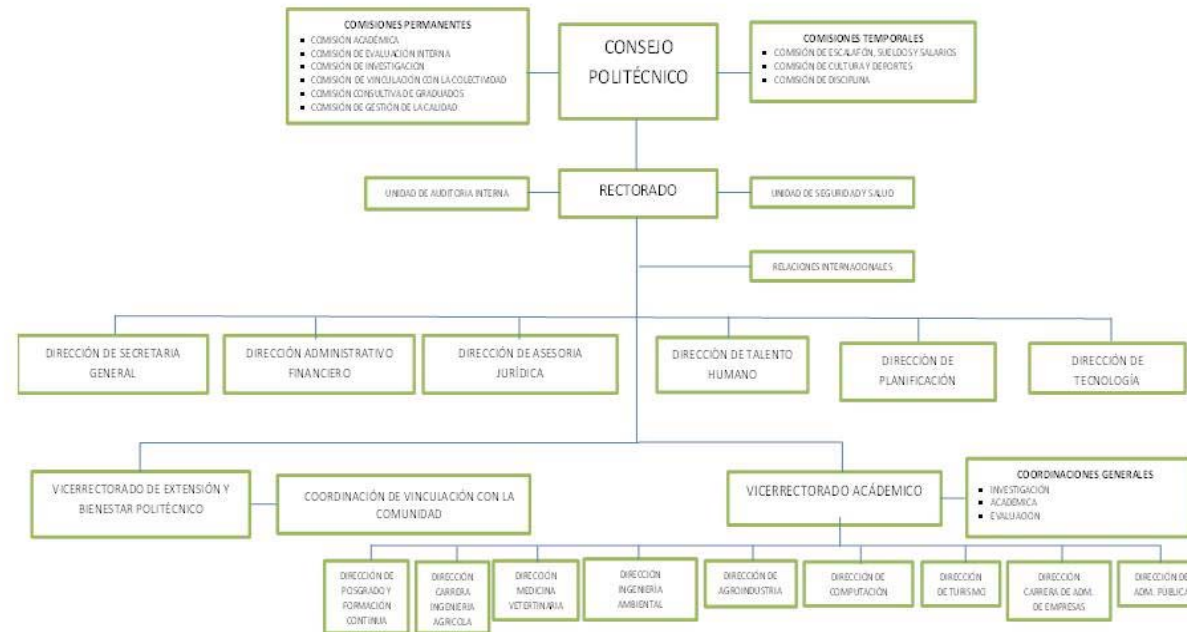 COMISIONES PERMANENTES
▪ COMISIÓN ACADÉMICA
▪ COMISIÓN DE EVALUACIÓN INTERNA
▪ COMISIÓN DE INVESTIGACIÓN
▪ COMISIÓN DE VINCULACIÓN CON LA COLECTIVIDAD
▪ COMISIÓN CONSULTIVA DE GRADUADOS
▪ COMISIÓN DE GESTIÓN DE LA CALIDAD
CONSEJO
POLITÉCNICO
COMISIONES TEMPORALES
▪ COMISIÓN DE ESCALAFÓN, SUELDOS Y SALARIOS
▪ COMISIÓN DE CULTURA Y DEPORTES
▪ COMISIÓN DE DISCIPLINA
UNIDAD DE AUDITORIA INTERNA
RECTORADO
UNIDAD DE SEGURIDAD Y SALUD
RELACIONES INTERNACIONALES
DIRECCIÓN DE SECRETARIA
GENERAL
DIRECCIÓN ADMINISTRATIVO
FINANCIERO
DIRECCIÓN DE ASESORIA
JURÍDICA
DIRECCIÓN DE TALENTO
HUMANO
DIRECCIÓN DE
PLANIFICACIÓN
DIRECCIÓN DE
TECNOLOGÍA
VICERRECTORADO DE EXTENSIÓN Y
BIENESTAR POLITÉCNICO
COORDINACIÓN DE VINCULACIÓN CON LA
COMUNIDAD
VICERRECTORADO ACÁDEMICO
COORDINACIONES GENERALES
▪ INVESTIGACIÓN
▪ ACADÉMICA
▪ EVALUACIÓN
DIRECCIÓN DE
POSGRADO Y
FORMACIÓN
CONTINUA
DIRECCIÓN
CARRERA
INGENIERIA
AGRICOLA
DIRECCIÓN
MEDICINA
VETERTINARIA
DIRECCIÓN
INGENIERÍA
AMBIENTAL
DIRECCIÓN DE
AGROINDUSTRIA
DIRECCIÓN DE
COMPUTACIÓN
DIRECCIÓN
DE TURISMO
DIRECCIÓN
CARRERA DE ADM.
DE EMPRESAS
DIRECCIÓN DE
ADM. PÚBLICA